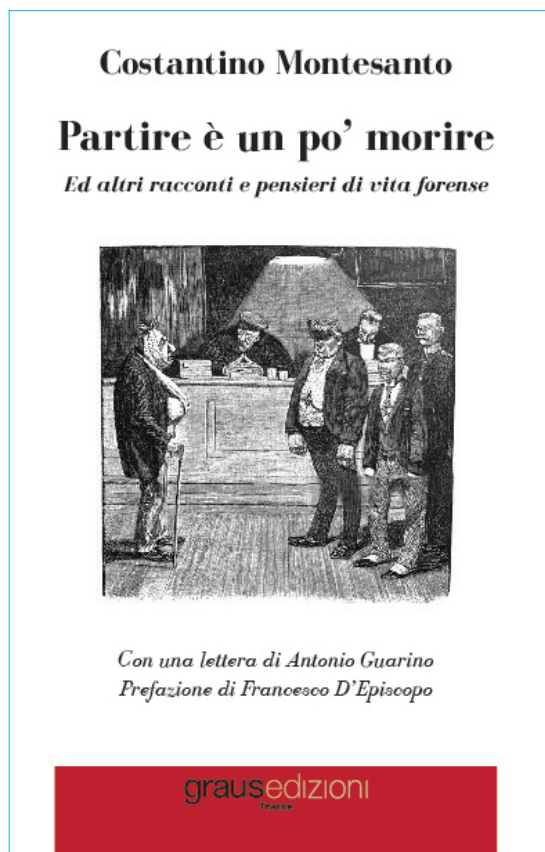 Costantino Montesanto
Partire è un po’ morire
Ed altri racconti e pensieri di vita forense
Con una lettera di Antonio Guarino
Prefazione di Francesco D’Episcopo
grausedizioni
Tracce